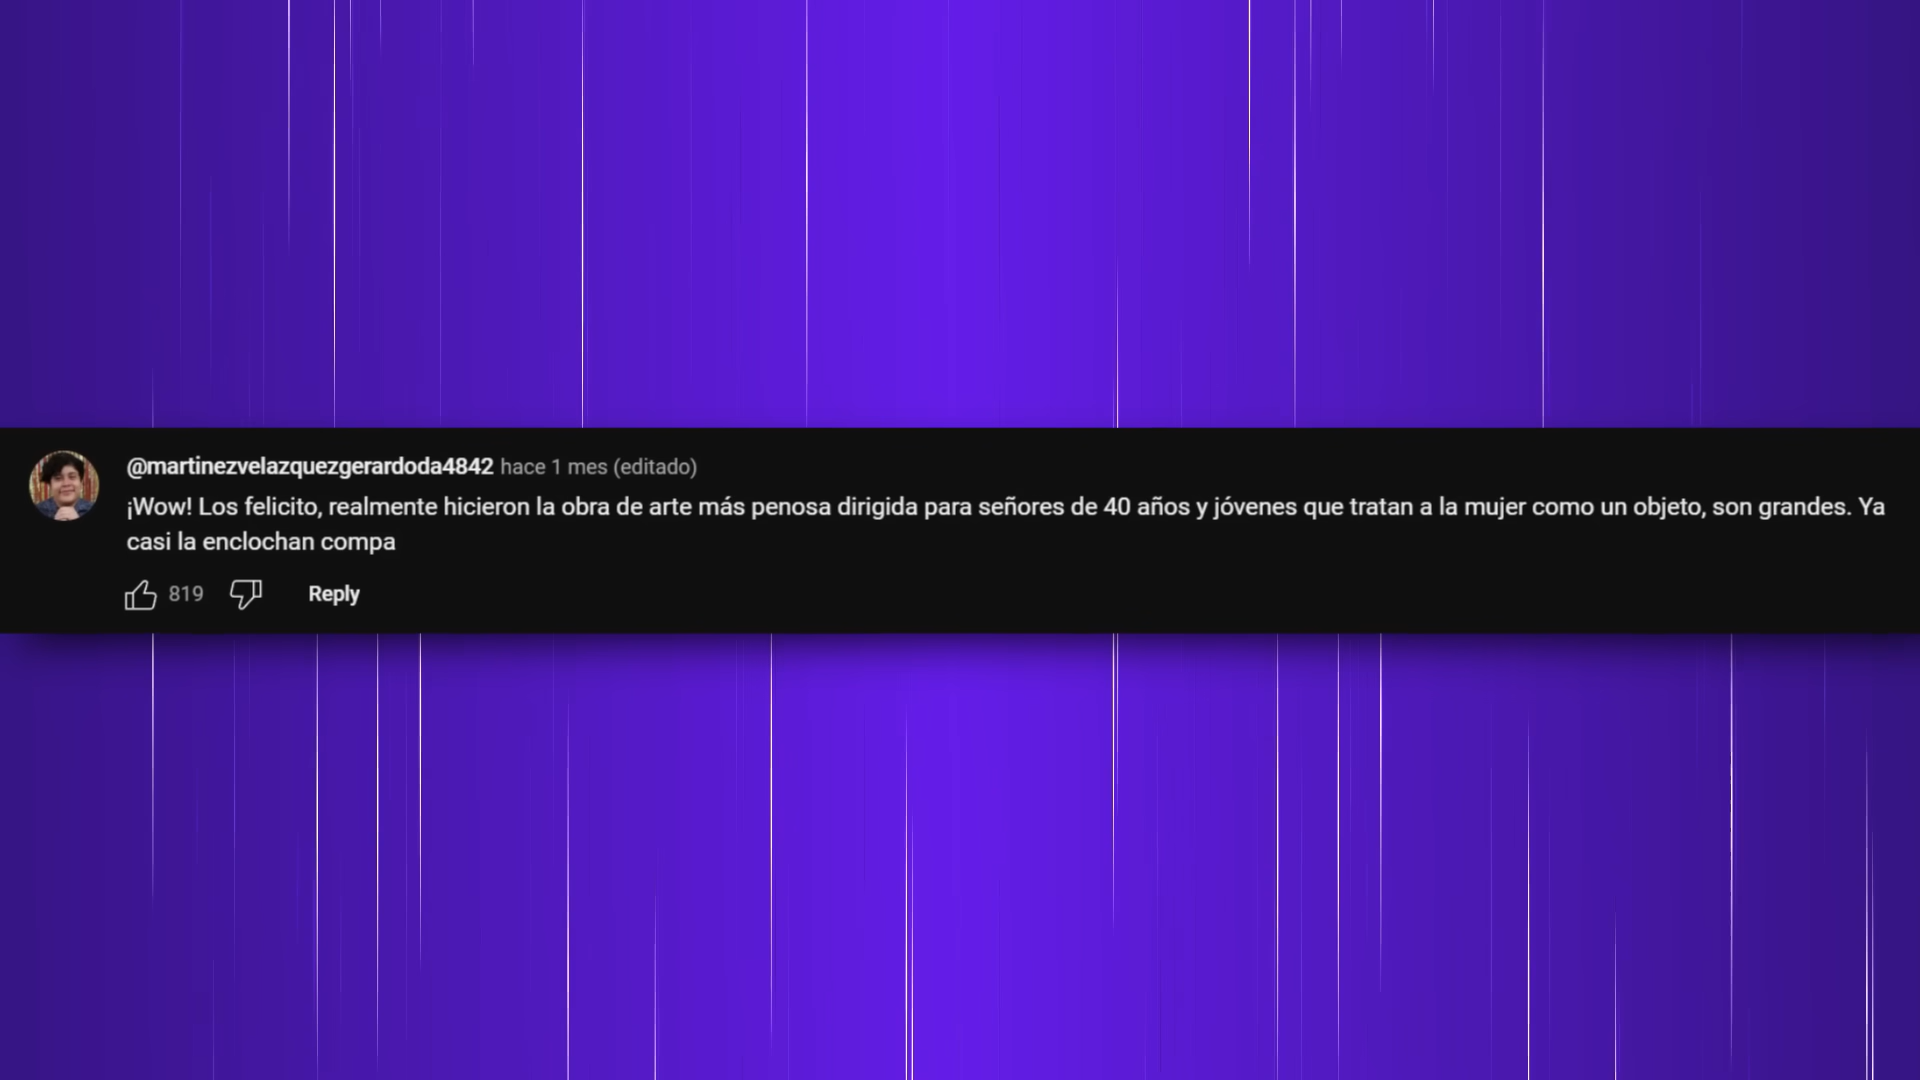 @martinezvelazquezgerardoda4842 hace 1 mes (editado)
¡Wow! Los felicito, realmente hicieron la obra de arte más penosa dirigida para señores de 40 años y jóvenes que tratan a la mujer como un objeto, son grandes. Ya
casi la enclochan compa
819 Reply